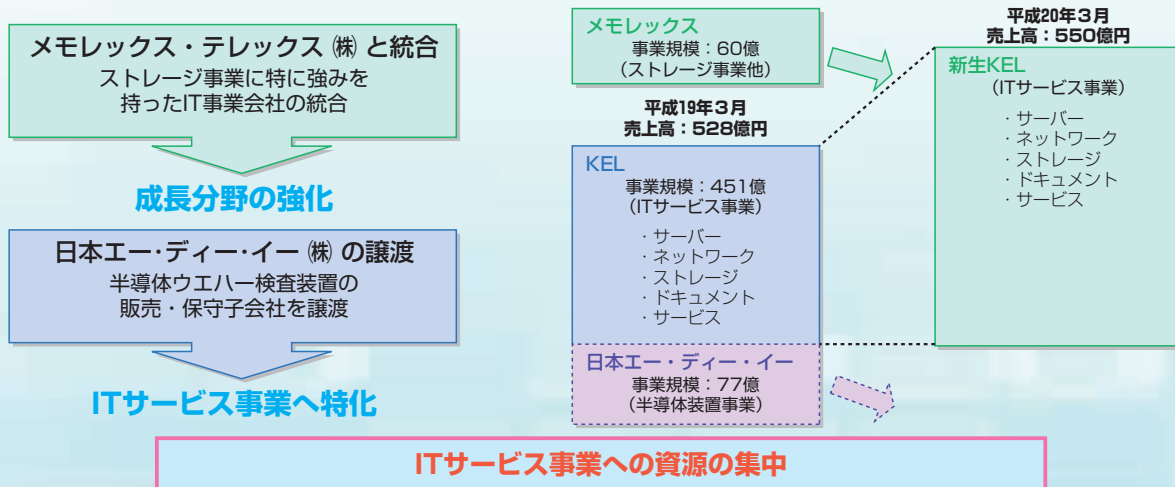 メモレックス・テレックス ㈱ と統合
ストレージ事業に特に強みを
持ったIT事業会社の統合
成長分野の強化
日本エー・ディー・イー ㈱ の譲渡
半導体ウエハー検査装置の
販売・保守子会社を譲渡
ITサービス事業へ特化
メモレックス
事業規模：60億
（ストレージ事業他）
平成19年３月
売上高：528億円
KEL
事業規模：451億
（ITサービス事業）
・サーバー
・ネットワーク
・ストレージ
・ドキュメント
・サービス
日本エー・ディー・イー
事業規模：77億
（半導体装置事業）
平成20年３月
売上高：550億円
新生KEL
（ITサービス事業）
・サーバー
・ネットワーク
・ストレージ
・ドキュメント
・サービス
ITサービス事業への資源の集中